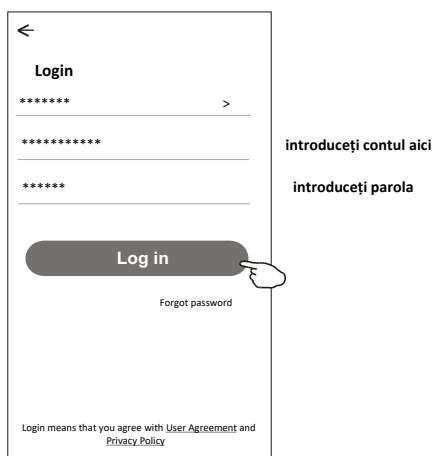 Login
******* >
*********** introduceți contul aici
****** introduceți parola
Log in
Forgot password
Login means that you agree with User Agreement and
Privacy Policy